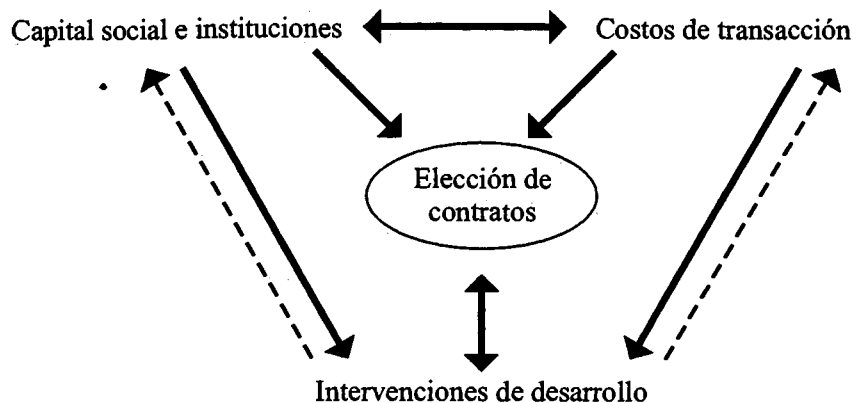 Capital social e instituciones
Costos de transacción
Elección de
contratos
Intervenciones de desarrollo